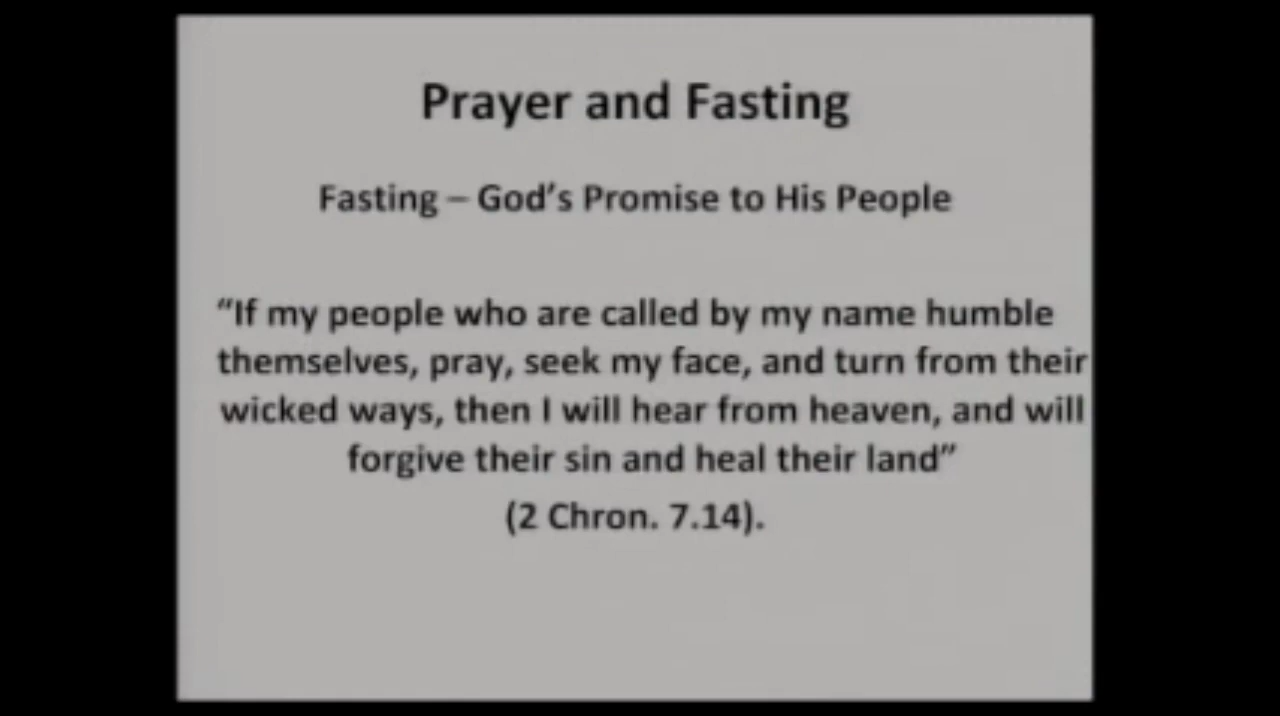 Prayer and Fasting
Fasting – God’s Promise to His People
“If my people who are called by my name humble
themselves, pray, seek my face, and turn from their
wicked ways, then I will hear from heaven, and will
forgive their sin and heal their land”
(2 Chron. 7.14).